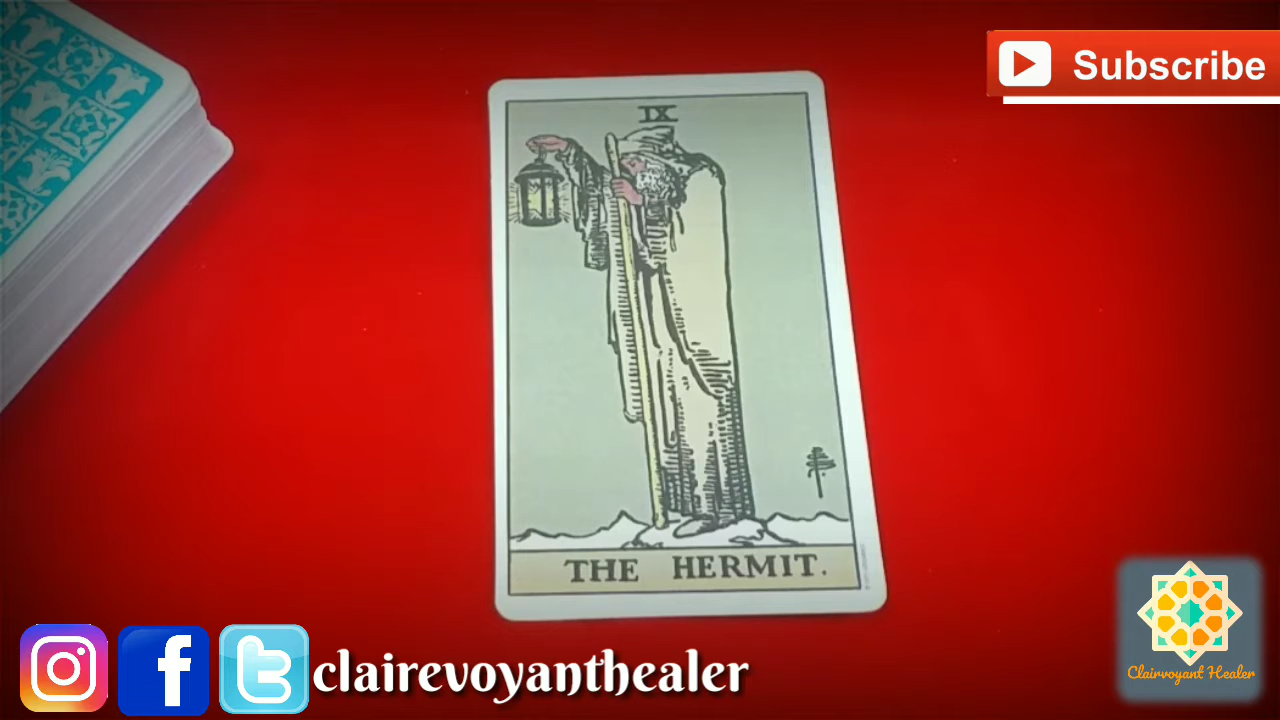 Subscribe
IX
THE HERMIT.
clairevoyanthealer
Clairvoyant Healer